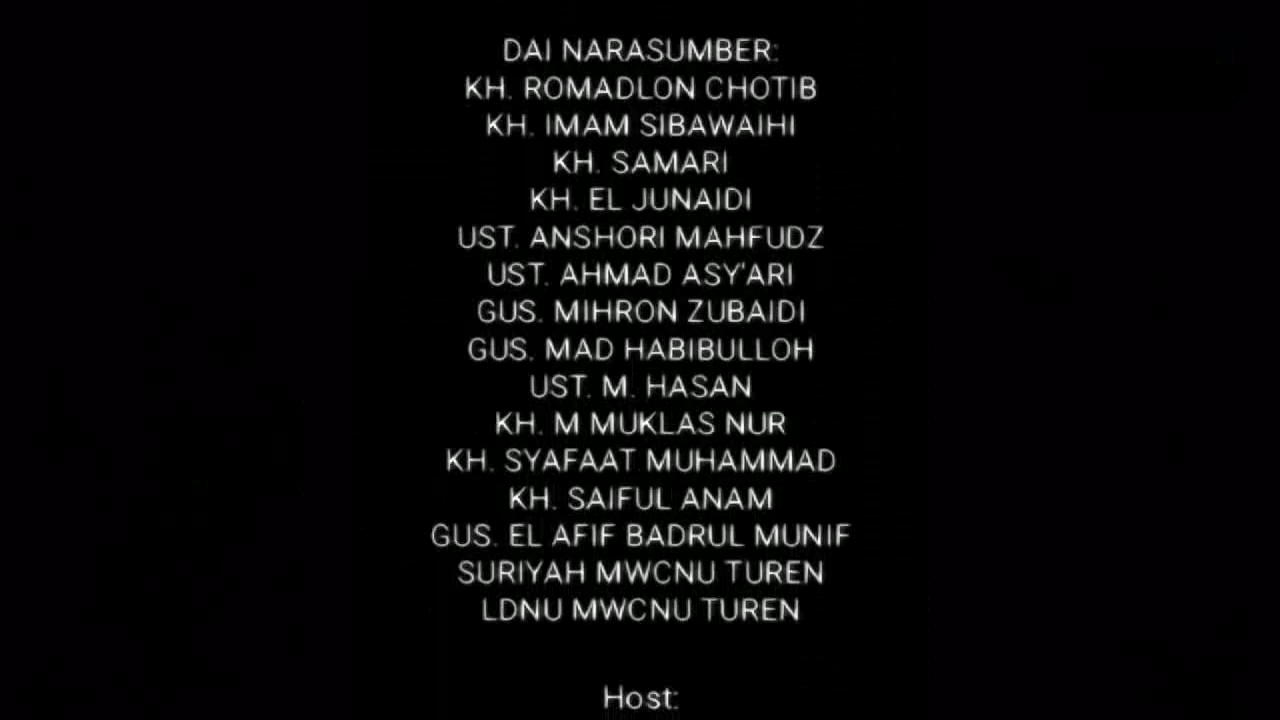 DAI NARASUMBER:
KH. ROMADLON CHOTIB
KH. IMAM SIBAWAIHI
KH. SAMARI
KH. EL JUNAIDI
UST. ANSHORI MAHFUDZ
UST. AHMAD ASY'ARI
GUS. MIHRON ZUBAIDI
GUS. MAD HABIBULLOH
UST. M. HASAN
KH. M MUKLAS NUR
KH. SYAFAAT MUHAMMAD
KH. SAIFUL ANAM
GUS. EL AFIF BADRUL MUNIF
SURIYAH MWCNU TUREN
LDNU MWCNU TUREN
Host: